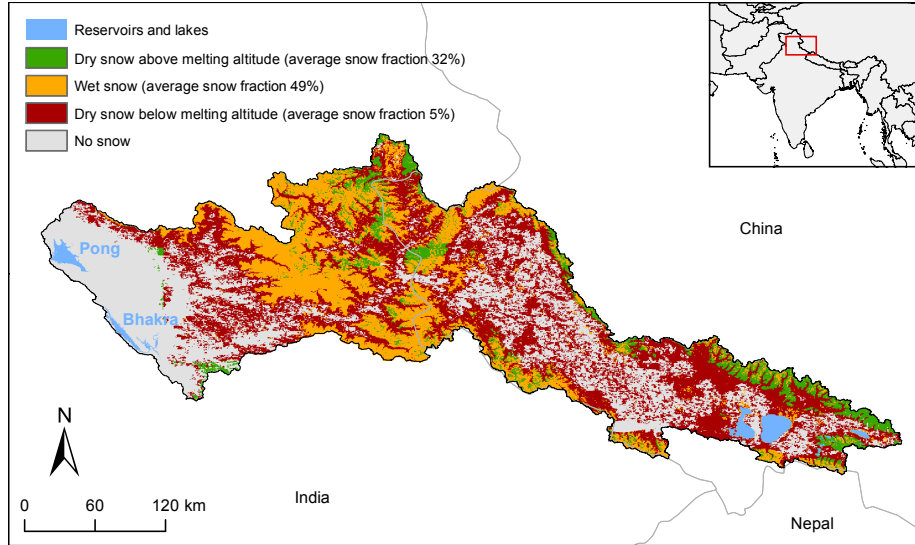 Reservoirs and lakes
Dry snow above melting altitude (average snow fraction 32%)
Wet snow (average snow fraction 49%)
Dry snow below melting altitude (average snow fraction 5%)
No snow
China
Pong
Bhakra
N
India
0 60 120 km
Nepal